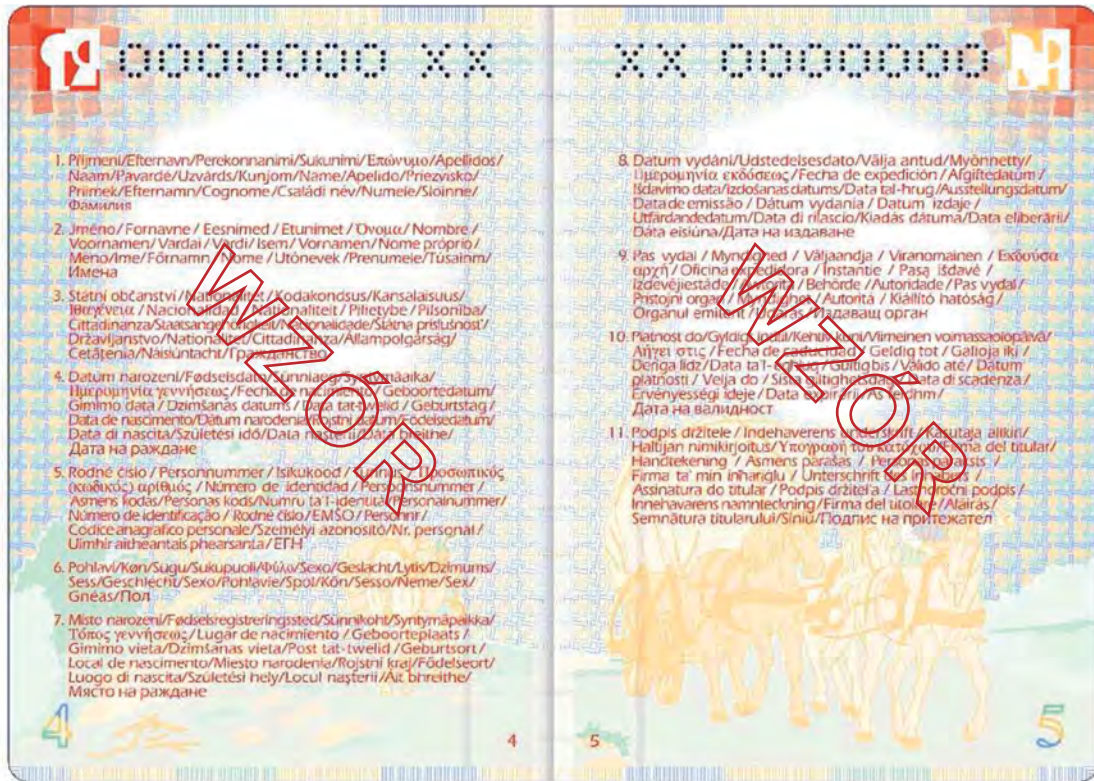 0000000 XX
1. Příjmení/Efternavn/Perekonnanimi/Sukunimi/Επώνυμο/Apellidos/
Naam/Pavardė/Uzvārds/Kunjom/Name/Apelido/Priezvisko/
Priimek/Efternamn/Cognome/Családi név/Numele/Sloinne/
Фамилия
2. Jméno/Fornavne/Eesnimed/Etunimet/Όνομα/Nombre/
Voornamen/Vardai/Vārdi/Isem/Vornamen/Nome próprio/
Meno/Ime/Förnamn/Nome/Utónevek/Prenumele/Túsainm/
Имена
3. Státní občanství/Nationalitet/Kodakondsus/Kansalaisuus/
Ιθαγένεια/Nacionalidad/Nationaliteit/Pilietybė/Pilsonība/
Cittadinanza/Staatsangehörigkeit/Nacionalidade/Štátna príslušnosť/
Državljanstvo/Nationalitet/Cittadinanza/Állampolgárság/
Cetăţenia/Náisiúntacht/Гражданство
4. Datum narození/Fødselsdato/Sünniaeg/Syntymäaika/
Ημερομηνία γεννήσεως/Fecha de nacimiento/Geboortedatum/
Gimimo data/Dzimšanas datums/Data tat-twelid/Geburtstag/
Data de nascimento/Dátum narodenia/Rojstni datum/Födelsedatum/
Data di nascita/Születési idő/Data naşterii/Dáta breithe/
Дата на раждане
5. Rodné číslo/Personnummer/Isikukood/Προσωπικός
(κωδικός) αριθμός/Número de identidad/Persoonsnummer/
Asmens kodas/Personas kods/Numru ta'l-identità/Personalnummer/
Número de identificação/Rodné číslo/EMŠO/Personnr/
Codice anagrafico personale/Személyi azonosító/Nr. personal/
Uimhir aitheantais phearsanta/ЕГН
6. Pohlaví/Køn/Sugu/Sukupuoli/Φύλο/Sexo/Geslacht/Lytis/Dzimums/
Sess/Geschlecht/Sexo/Pohlavie/Spol/Kön/Sesso/Neme/Sex/
Gnéas/Пол
7. Místo narození/Fødselsregistreringssted/Sünnikoht/Syntymäpaikka/
Τόπος γεννήσεως/Lugar de nacimiento/Geboorteplaats/
Gimimo vieta/Dzimšanas vieta/Post tat-twelid/Geburtsort/
Local de nascimento/Miesto narodenia/Rojstni kraj/Födelseort/
Luogo di nascita/Születési hely/Locul naşterii/Áit bhreithe/
Място на раждане
WZÓR
4
4
XX 0000000
8. Datum vydání/Udstedelsesdato/Välja antud/Myönnetty/
Ημερομηνία εκδόσεως/Fecha de expedición/Afgiftedatum/
Išdavimo data/Izdošanas datums/Data tal-ħrug/Ausstellungsdatum/
Data de emissão/Dátum vydania/Datum izdaje/
Utfärdandedatum/Data di rilascio/Kiadás dátuma/Data eliberării/
Dáta eisiúna/Дата на издаване
9. Pas vydal/Myndighed/Väljaandja/Viranomainen/Εκδούσα
αρχή/Oficina expedidora/Instantie/Pasą išdavė/
Izdevējiestāde/Awtorità/Behörde/Autoridade/Pas vydal/
Pristojni organ/Myndighet/Autorità/Kiállító hatóság/
Organul emitent/Údarás/Издаващ орган
10. Platnost do/Gyldigt indtil/Kehtiv kuni/Viimeinen voimassaolopäivä/
Λήγει στις/Fecha de caducidad/Geldig tot/Galioja iki/
Derīga līdz/Gültig bis/Válido até/Dátum
platnosti/Velja do/Sista giltighetsdag/Data di scadenza/
Érvényességi ideje/Data expirării/As feidhm/
Дата на валидност
11. Podpis držitele/Indehaverens underskrift/Kasutaja allkiri/
Haltijan nimikirjoitus/Υπογραφή του κατόχου/Firma del titular/
Handtekening/Asmens parašas/Personas paraksts/
Firma ta' min inħarġlu/Unterschrift des Inhabers/
Assinatura do titular/Podpis držiteľa/Lastnoročni podpis/
Innehavarens namnteckning/Firma del titolare/Aláírás/
Semnătura titularului/Síniú/Подпис на притежател
WZÓR
5
5